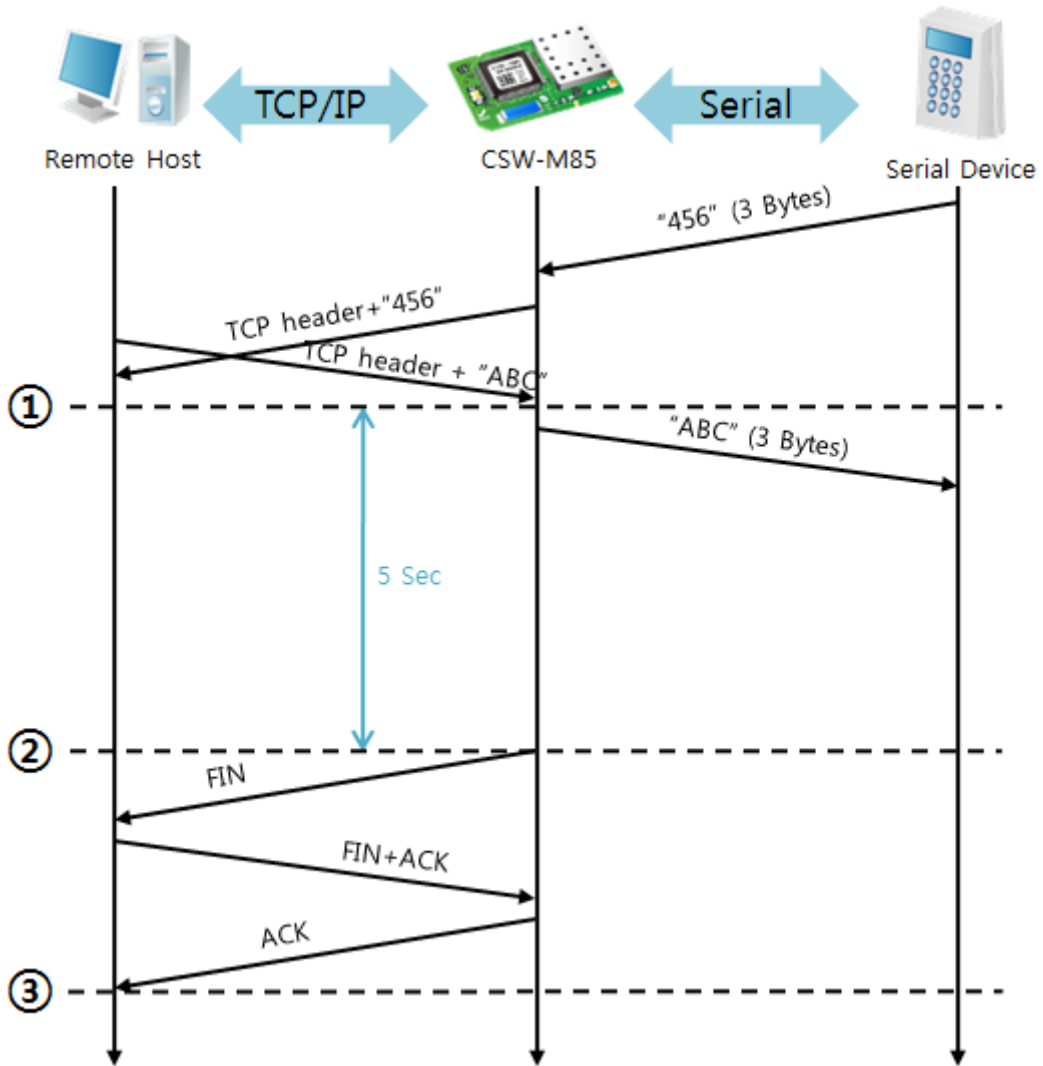 TCP/IP
Serial
Remote Host
CSW-M85
Serial Device
"456" (3 Bytes)
TCP header+"456"
TCP header + "ABC"
①
"ABC" (3 Bytes)
5 Sec
②
FIN
FIN+ACK
ACK
③